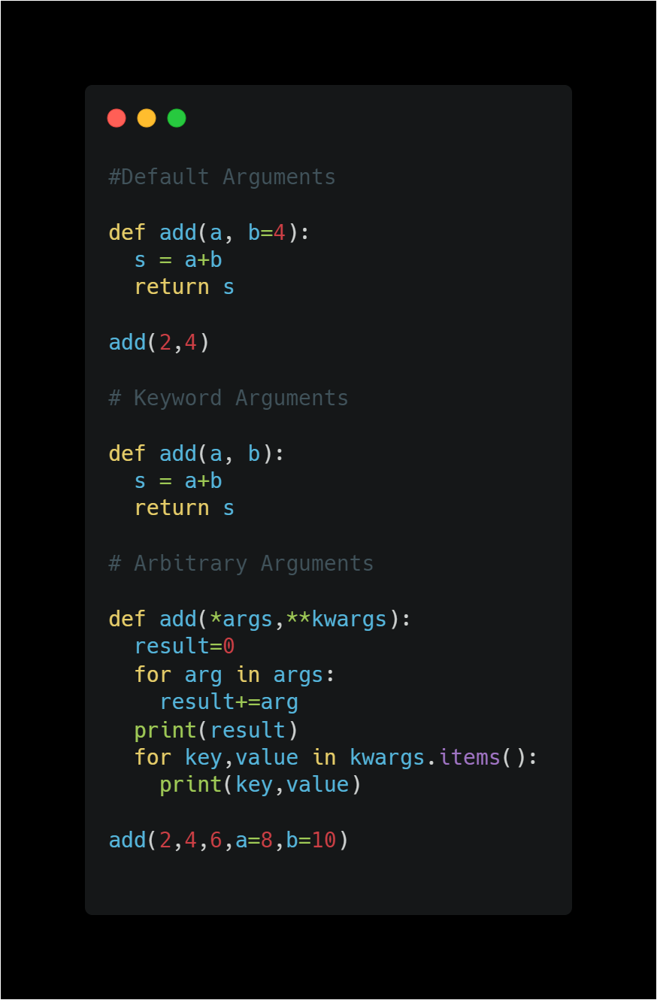 #Default Arguments
def add(a, b=4):
  s = a+b
  return s
add(2,4)
# Keyword Arguments
def add(a, b):
  s = a+b
  return s
# Arbitrary Arguments
def add(*args,**kwargs):
  result=0
  for arg in args:
    result+=arg
  print(result)
  for key,value in kwargs.items():
    print(key,value)
add(2,4,6,a=8,b=10)